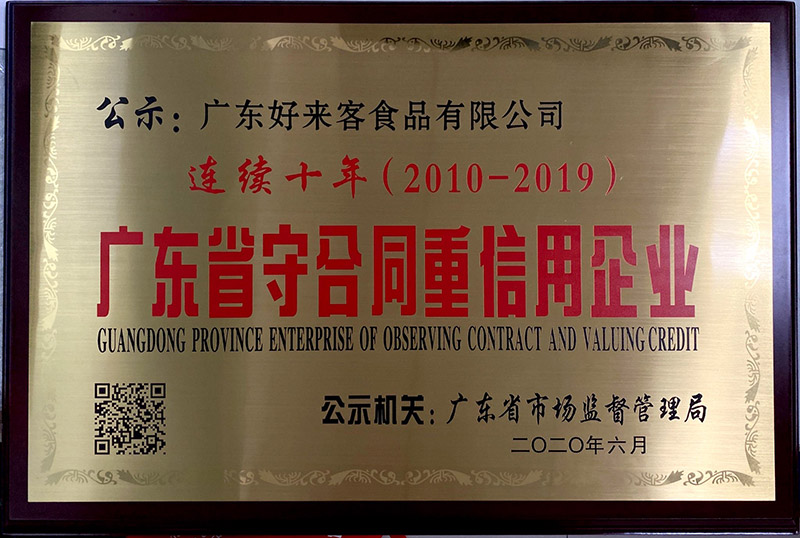 公示：广东好来客食品有限公司
连续十年（2010-2019）
广东省守合同重信用企业
GUANGDONG PROVINCE ENTERPRISE OF OBSERVING CONTRACT AND VALUING CREDIT
公示机关：广东省市场监督管理局
二〇二〇年六月